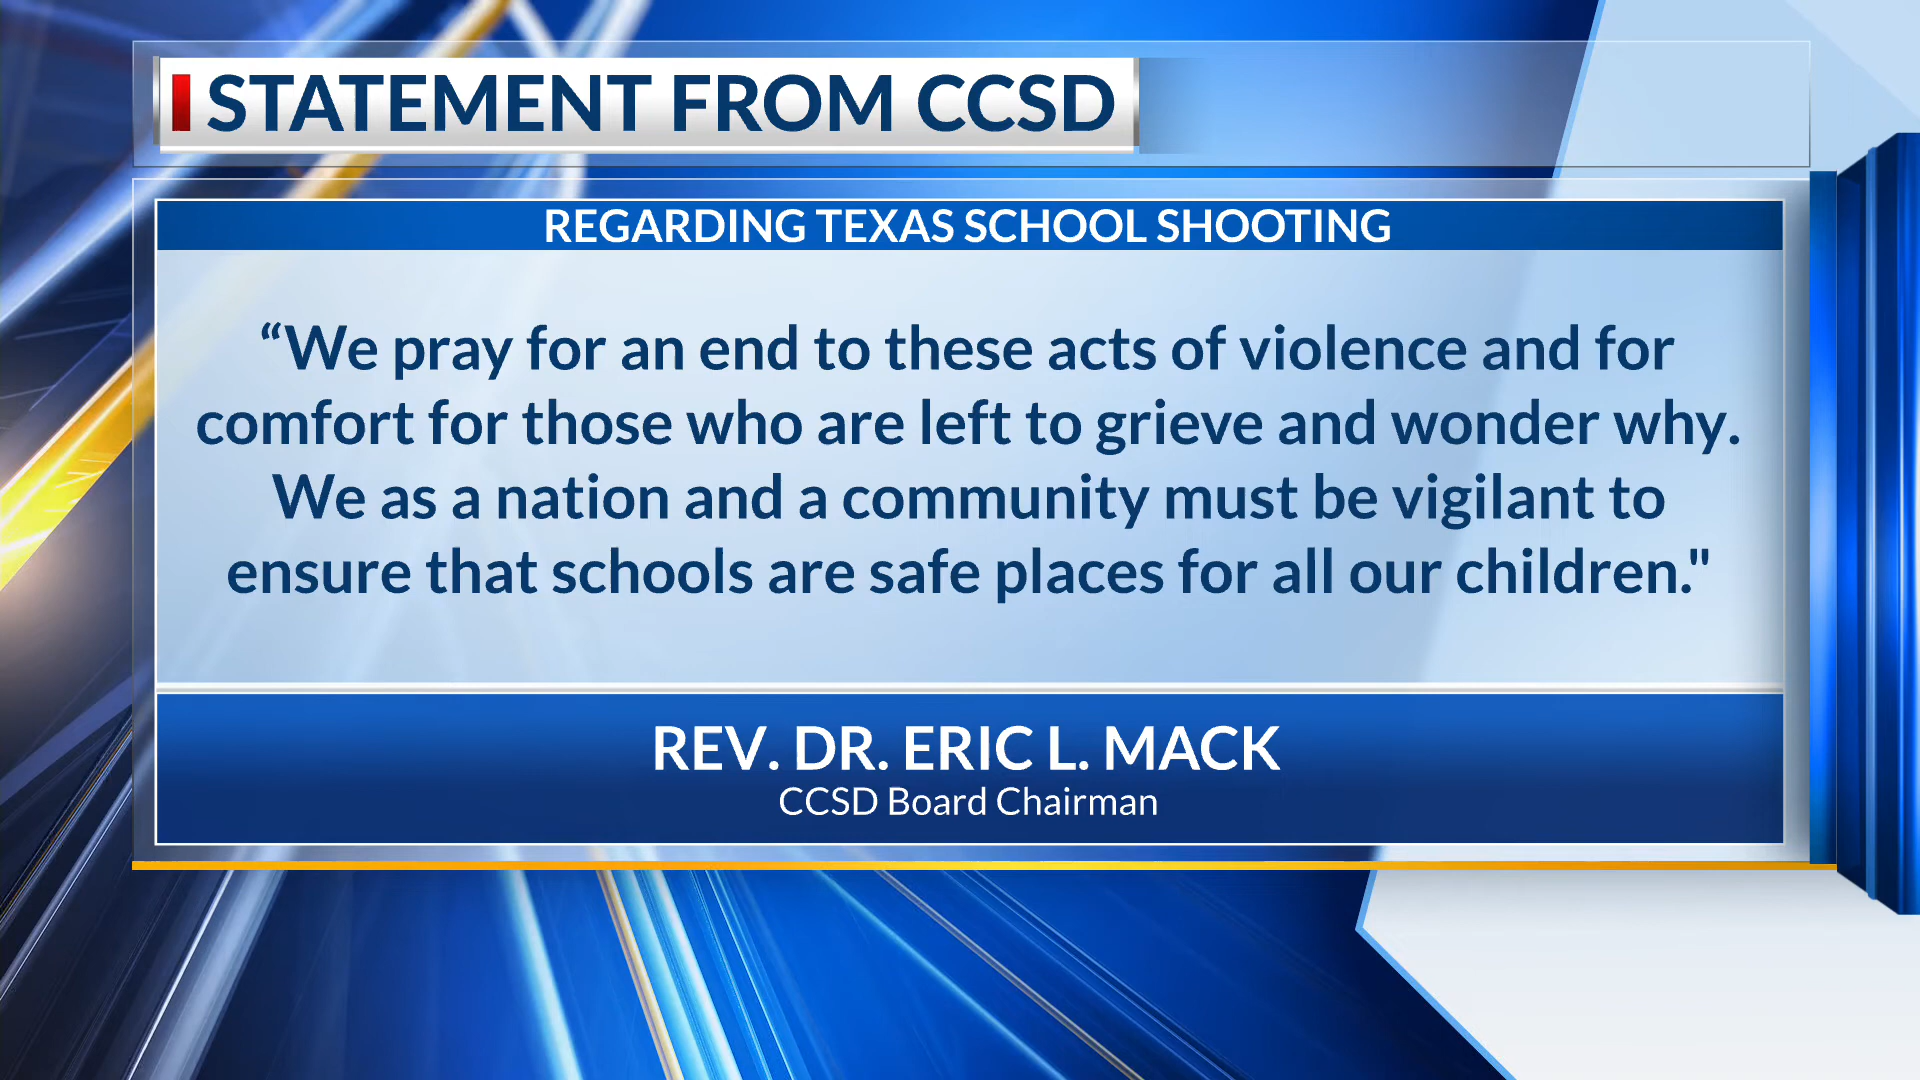 STATEMENT FROM CCSD
REGARDING TEXAS SCHOOL SHOOTING
“We pray for an end to these acts of violence and for
comfort for those who are left to grieve and wonder why.
We as a nation and a community must be vigilant to
ensure that schools are safe places for all our children."
REV. DR. ERIC L. MACK
CCSD Board Chairman